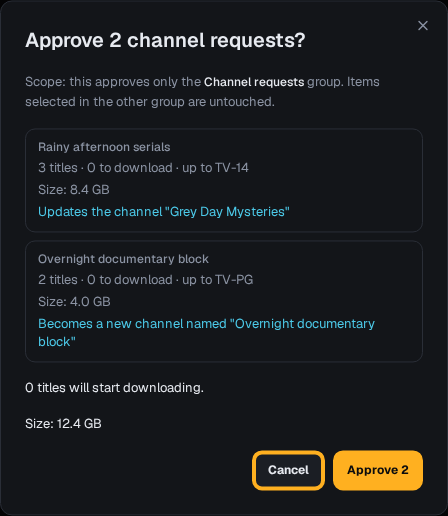 Approve 2 channel requests?
Scope: this approves only the Channel requests group. Items
selected in the other group are untouched.
Rainy afternoon serials
3 titles · 0 to download · up to TV-14
Size: 8.4 GB
Updates the channel "Grey Day Mysteries"
Overnight documentary block
2 titles · 0 to download · up to TV-PG
Size: 4.0 GB
Becomes a new channel named "Overnight documentary
block"
0 titles will start downloading.
Size: 12.4 GB
Cancel
Approve 2